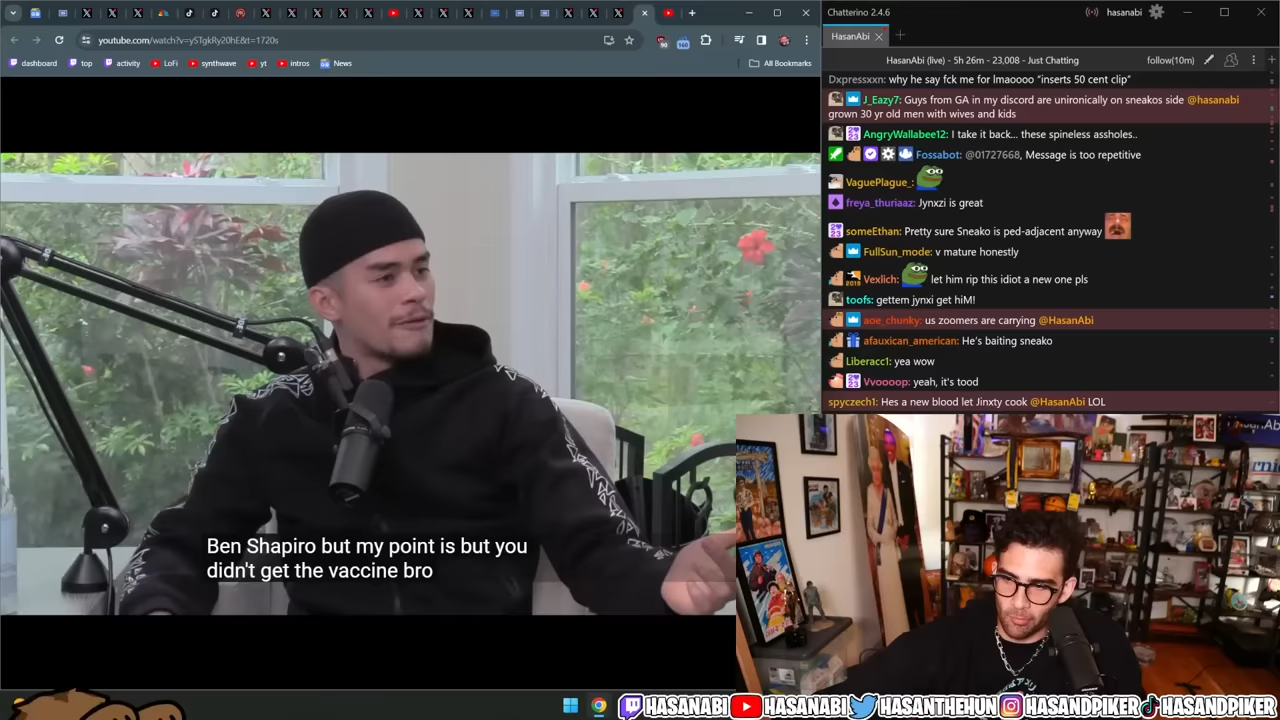 Chatterino 2.4.6
hasanabi
HasanAbi
youtube.com/watch?v=ySTgkRy20hE&t=1720s
90
160
dashboard
top
activity
LoFi
synthwave
yt
intros
News
All Bookmarks
HasanAbi (live) - 5h 26m - 23,008 - Just Chatting
follow(10m)
Dxpressxxn: why he say fck me for lmaoooo "inserts 50 cent clip"
J_Eazy7: Guys from GA in my discord are unironically on sneakos side @hasanabi
grown 30 yr old men with wives and kids
AngryWallabee12: I take it back... these spineless assholes..
Fossabot: @01727668, Message is too repetitive
VaguePlague_:
freya_thuriaaz: Jynxzi is great
someEthan: Pretty sure Sneako is ped-adjacent anyway
FullSun_mode: v mature honestly
Vexlich: let him rip this idiot a new one pls
toofs: gettem jynxi get hiM!
aoe_chunky: us zoomers are carrying @HasanAbi
afauxican_american: He's baiting sneako
Liberacc1: yea wow
Vvoooop: yeah, it's tood
spyczech1: Hes a new blood let Jinxty cook @HasanAbi LOL
Ben Shapiro but my point is but you
didn't get the vaccine bro
HASANABI
HASANABI
HASANTHEHUN
HASANDPIKER
HASANDPIKER